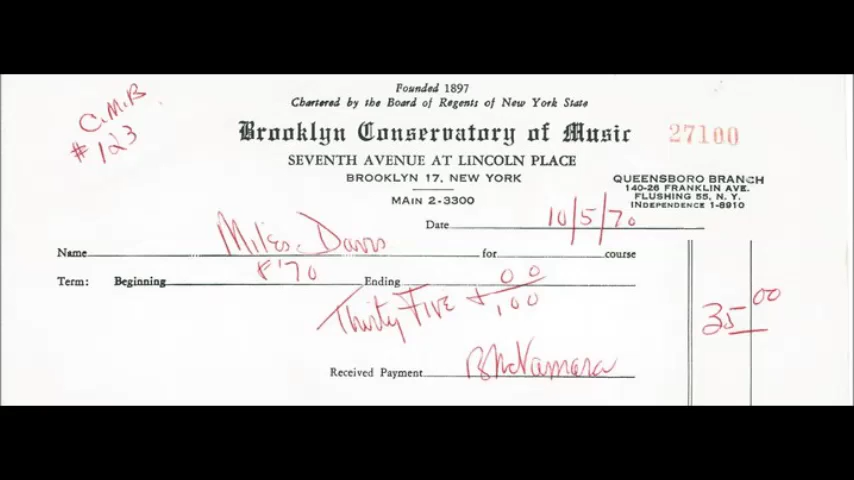 Founded 1897
Chartered by the Board of Regents of New York State
C.M.B
#123
Brooklyn Conservatory of Music 27100
SEVENTH AVENUE AT LINCOLN PLACE
BROOKLYN 17, NEW YORK
QUEENSBORO BRANCH
140-26 FRANKLIN AVE.
FLUSHING 55, N. Y.
INDEPENDENCE 1-8910
MAIN 2-3300
Date 10/5/70
Name Miles Davis for course
Term: Beginning F'70 Ending
Thirty Five + 00/100 35 00
Received Payment B McNamara